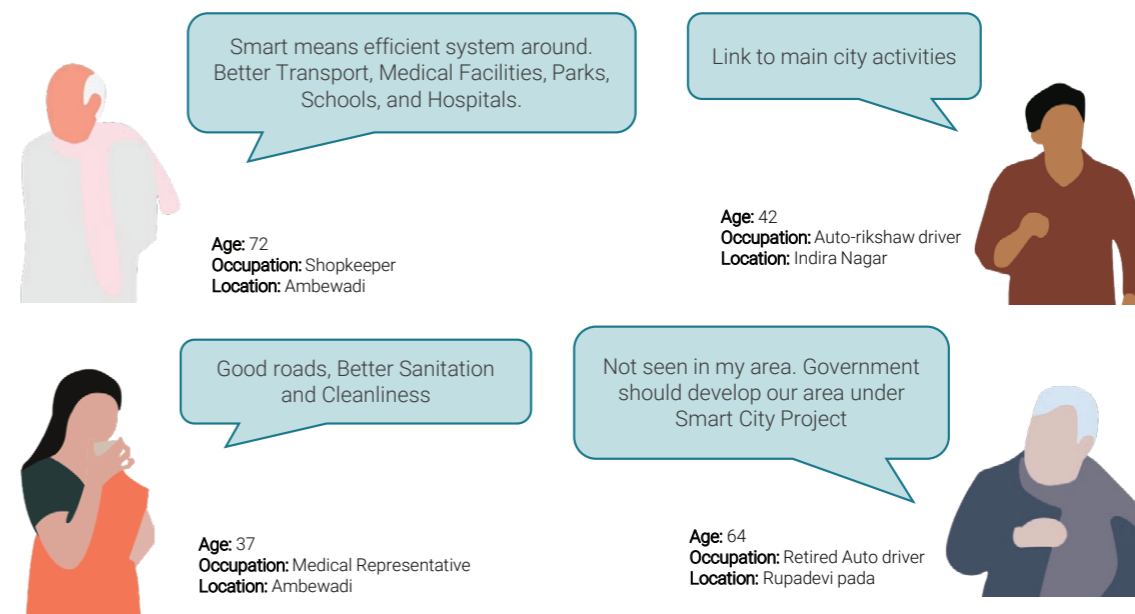 Smart means efficient system around.
Better Transport, Medical Facilities, Parks,
Schools, and Hospitals.
Age: 72
Occupation: Shopkeeper
Location: Ambewadi
Link to main city activities
Age: 42
Occupation: Auto-rikshaw driver
Location: Indira Nagar
Good roads, Better Sanitation
and Cleanliness
Age: 37
Occupation: Medical Representative
Location: Ambewadi
Not seen in my area. Government
should develop our area under
Smart City Project
Age: 64
Occupation: Retired Auto driver
Location: Rupadevi pada